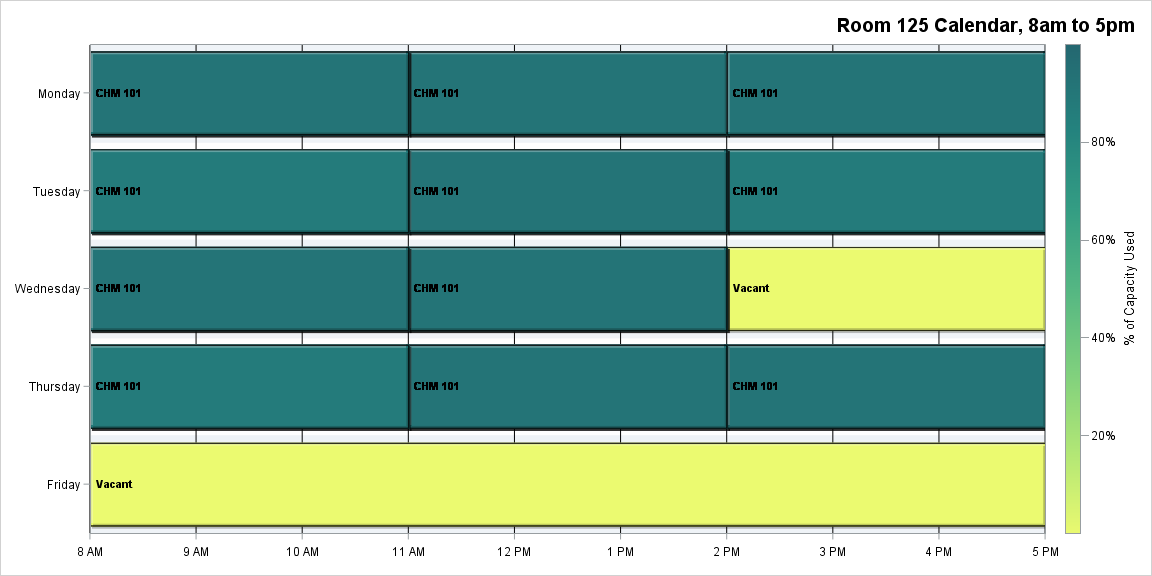 Room 125 Calendar, 8am to 5pm
Monday CHM 101 CHM 101 CHM 101
80%
Tuesday CHM 101 CHM 101 CHM 101
60%
% of Capacity Used
Wednesday CHM 101 CHM 101 Vacant
40%
Thursday CHM 101 CHM 101 CHM 101
20%
Friday Vacant
8 AM 9 AM 10 AM 11 AM 12 PM 1 PM 2 PM 3 PM 4 PM 5 PM